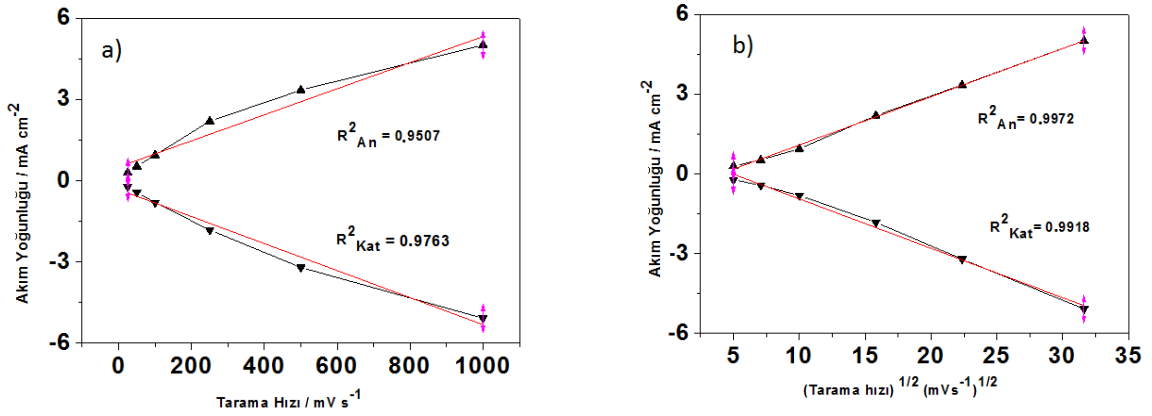 a)
6
3
0
-3
-6
Akım Yoğunluğu / mA cm-2
R2An = 0.9507
R2Kat = 0.9763
0 200 400 600 800 1000
Tarama Hızı / mV s-1
b)
6
3
0
-3
-6
Akım Yoğunluğu / mA cm-2
R2An = 0.9972
R2Kat = 0.9918
5 10 15 20 25 30 35
(Tarama hızı) 1/2 (mVs-1)1/2